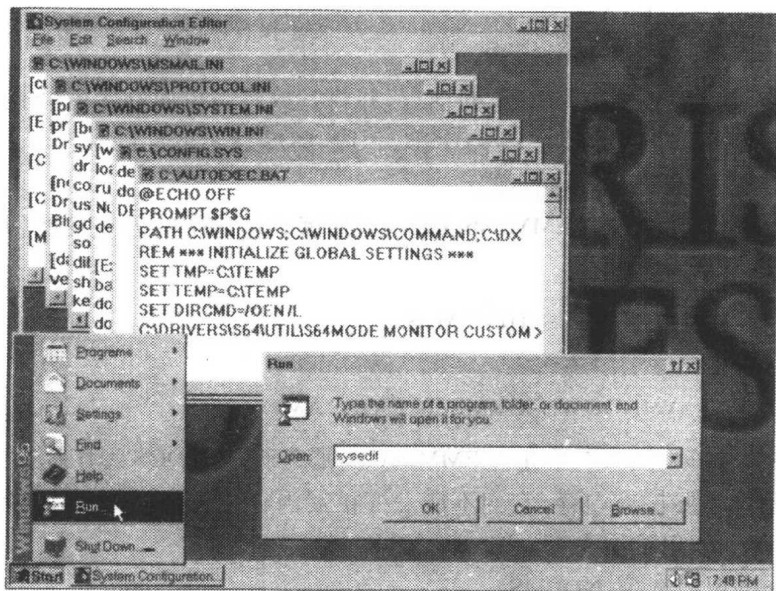 System Configuration Editor
File Edit Search Window
C:\WINDOWS\MSMAIL.INI
C:\WINDOWS\PROTOCOL.INI
C:\WINDOWS\SYSTEM.INI
C:\WINDOWS\WIN.INI
C:\CONFIG.SYS
C:\AUTOEXEC.BAT
@ECHO OFF
PROMPT $P$G
PATH C:\WINDOWS;C:\WINDOWS\COMMAND;C:\DX
REM *** INITIALIZE GLOBAL SETTINGS ***
SET TMP=C:\TEMP
SET TEMP=C:\TEMP
SET DIRCMD=/OEN /L
C:\DRIVERS\S64\UTIL\S64MODE MONITOR CUSTOM >
RIS
ES
Programs
Documents
Settings
Find
Help
Run...
Shut Down...
Windows95
Run
Type the name of a program, folder, or document, and
Windows will open it for you.
Open: sysedit
OK Cancel Browse...
Start System Configuration... 7:48 PM